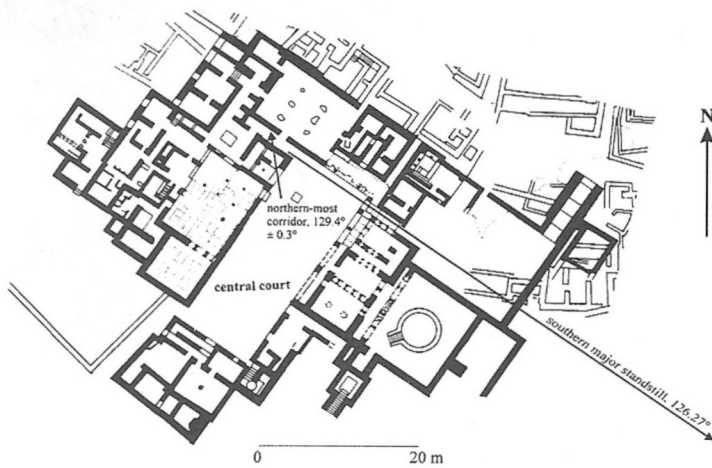 N
northern-most
corridor, 129.4°
± 0.3°
central court
southern major standstill, 126.27°
0 20 m